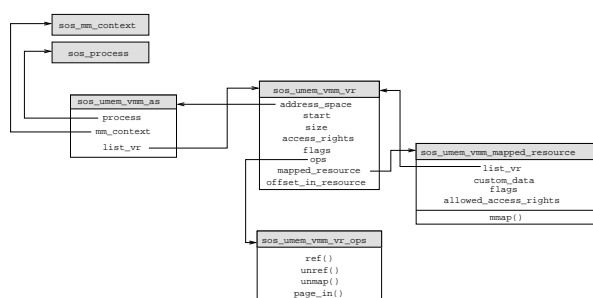 sos_mm_context
sos_process
sos_umem_vmm_as
process
mm_context
list_vr
sos_umem_vmm_vr
address_space
start
size
access_rights
flags
ops
mapped_resource
offset_in_resource
sos_umem_vmm_mapped_resource
list_vr
custom_data
flags
allowed_access_rights
mmap()
sos_umem_vmm_vr_ops
ref()
unref()
unmap()
page_in()